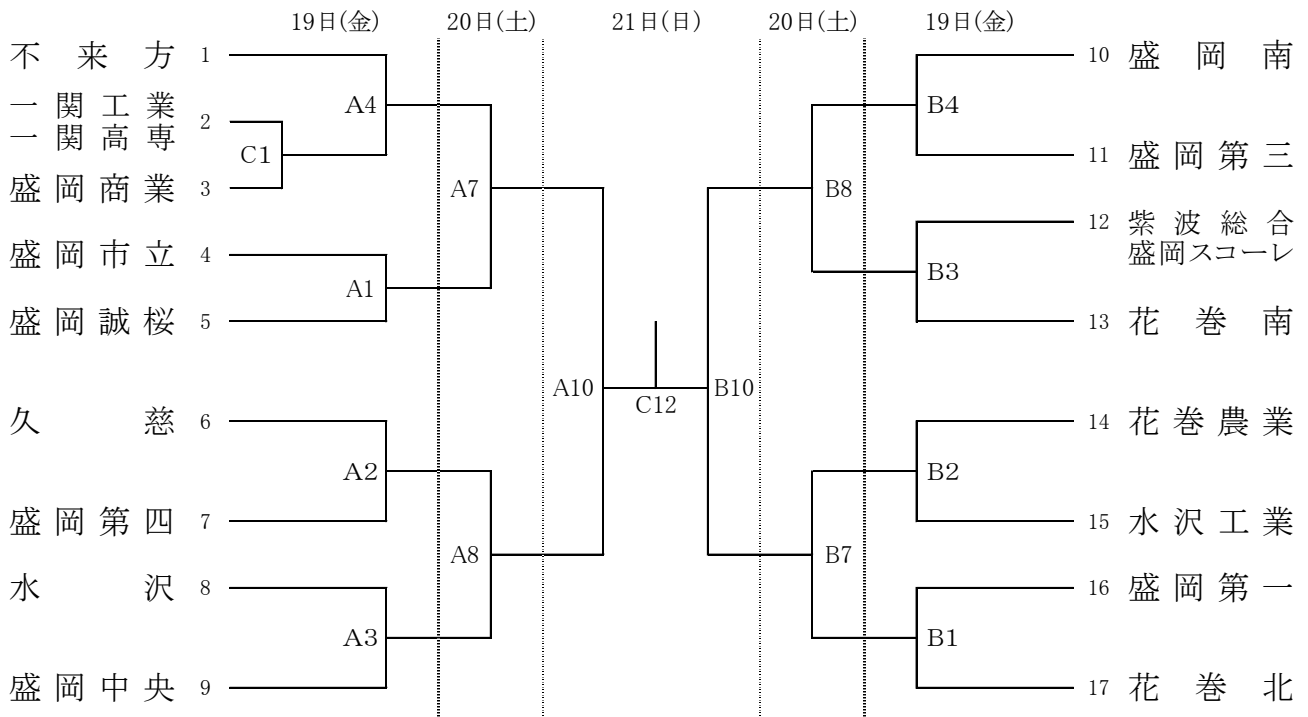 19日(金) 20日(土) 21日(日) 20日(土) 19日(金)
不来方 1
一関工業
一関高専 2
盛岡商業 3
盛岡市立 4
盛岡誠桜 5
久慈 6
盛岡第四 7
水沢 8
盛岡中央 9
A4
C1
A7
A1
A10
A2
A8
A3
C12
B10
B4
B8
B3
B2
B7
B1
10 盛岡南
11 盛岡第三
12 紫波総合
盛岡スコーレ
13 花巻南
14 花巻農業
15 水沢工業
16 盛岡第一
17 花巻北